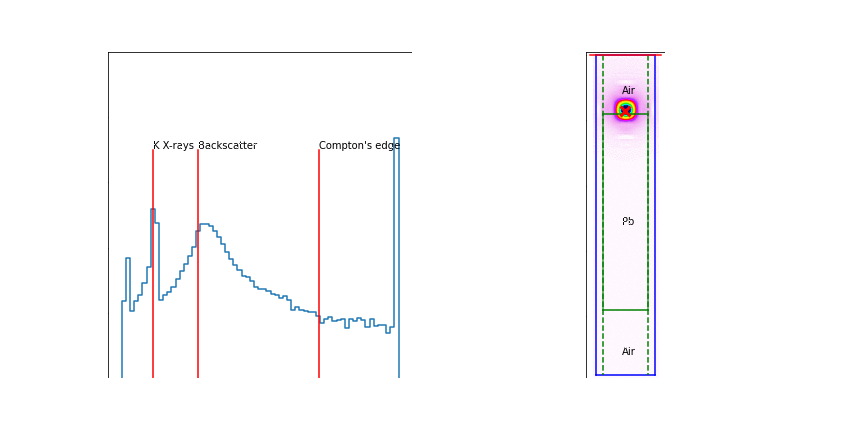 K X-rays
Backscatter
Compton's edge
Air
Pb
Air